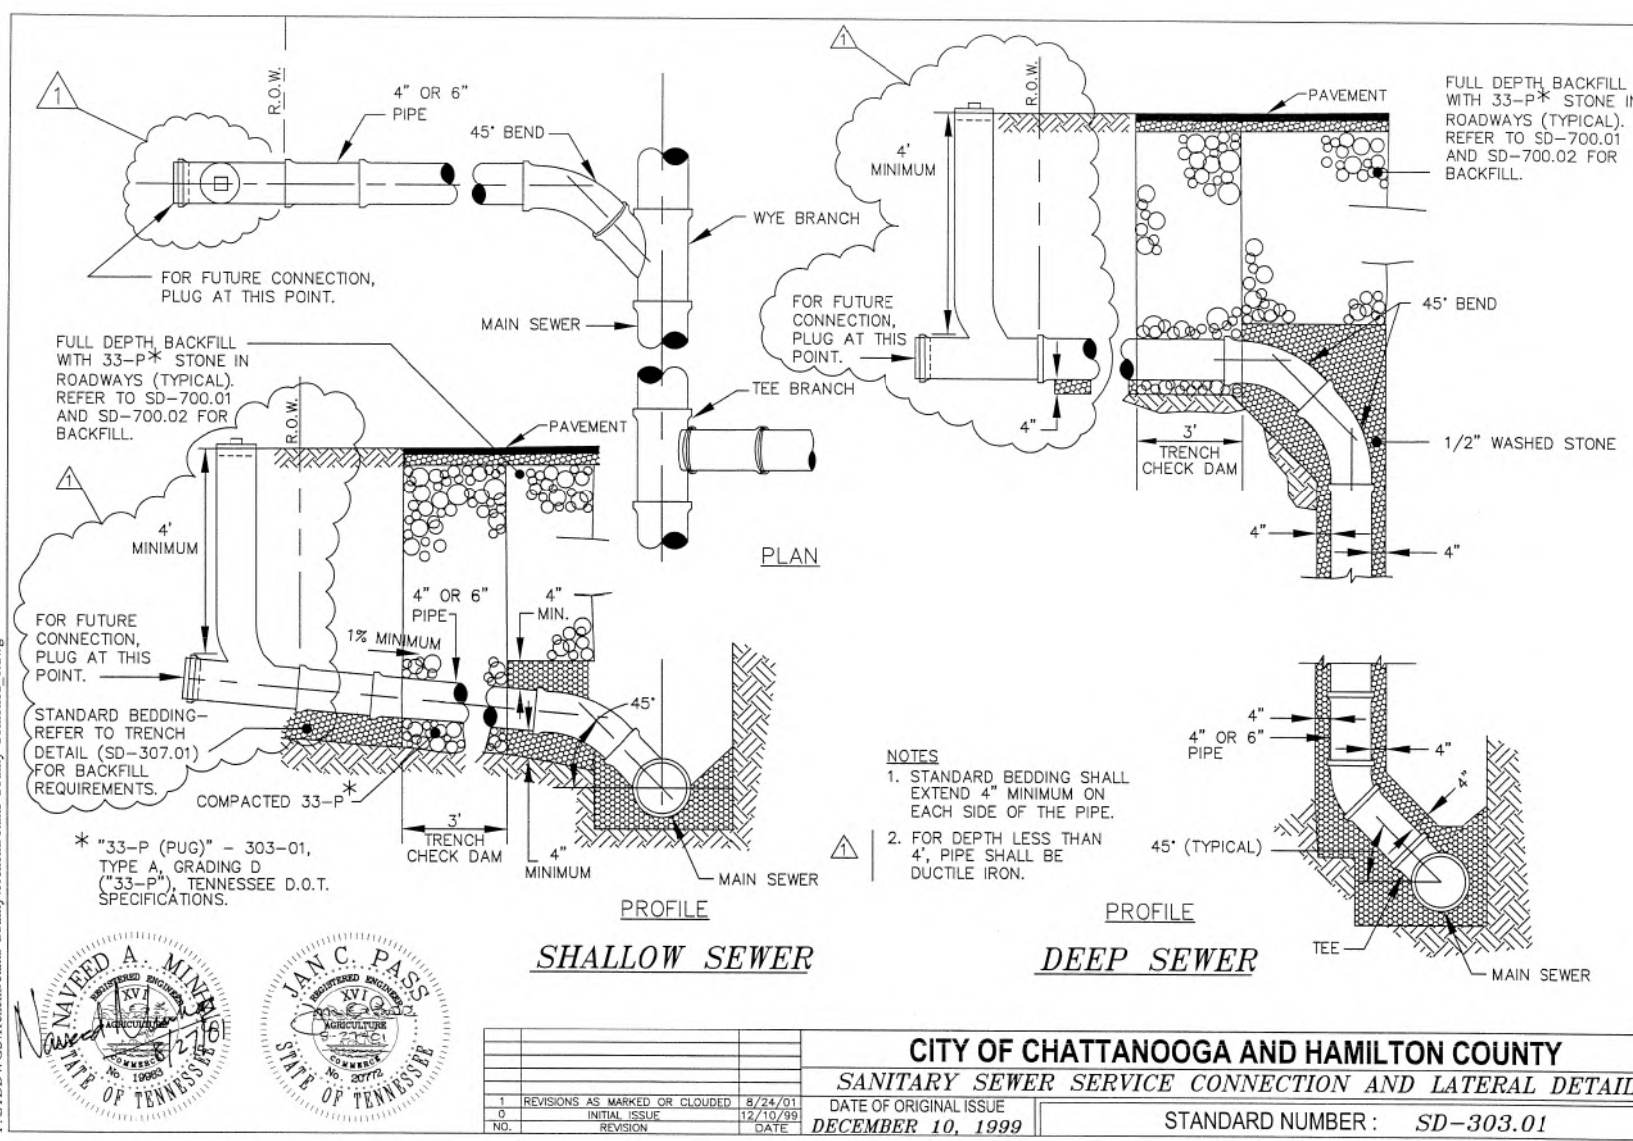 1
R.O.W.
4" OR 6"
PIPE
45° BEND
WYE BRANCH
FOR FUTURE CONNECTION,
PLUG AT THIS POINT.
MAIN SEWER
TEE BRANCH
PLAN
FULL DEPTH BACKFILL
WITH 33-P* STONE IN
ROADWAYS (TYPICAL).
REFER TO SD-700.01
AND SD-700.02 FOR
BACKFILL.
R.O.W.
PAVEMENT
1
4'
MINIMUM
4" OR 6"
PIPE
4"
MIN.
1% MINIMUM
FOR FUTURE
CONNECTION,
PLUG AT THIS
POINT.
45°
STANDARD BEDDING-
REFER TO TRENCH
DETAIL (SD-307.01)
FOR BACKFILL
REQUIREMENTS.
COMPACTED 33-P*
3'
TRENCH
CHECK DAM
4"
MINIMUM
MAIN SEWER
* "33-P (PUG)" - 303-01,
TYPE A, GRADING D
("33-P"), TENNESSEE D.O.T.
SPECIFICATIONS.
PROFILE
SHALLOW SEWER
1
R.O.W.
PAVEMENT
FULL DEPTH BACKFILL
WITH 33-P* STONE IN
ROADWAYS (TYPICAL).
REFER TO SD-700.01
AND SD-700.02 FOR
BACKFILL.
4'
MINIMUM
FOR FUTURE
CONNECTION,
PLUG AT THIS
POINT.
45° BEND
4"
3'
TRENCH
CHECK DAM
1/2" WASHED STONE
4"
4"
4"
4" OR 6"
PIPE
4"
4"
45° (TYPICAL)
TEE
MAIN SEWER
NOTES
1. STANDARD BEDDING SHALL
EXTEND 4" MINIMUM ON
EACH SIDE OF THE PIPE.
1
2. FOR DEPTH LESS THAN
4', PIPE SHALL BE
DUCTILE IRON.
PROFILE
DEEP SEWER
NAVEED A. MINHAS
REGISTERED ENGINEER
XVI
AGRICULTURE
COMMERCE
No. 19963
STATE OF TENNESSEE
8/27/01
JAN C. PASS
REGISTERED ENGINEER
XVI
AGRICULTURE
COMMERCE
No. 20772
STATE OF TENNESSEE
1 REVISIONS AS MARKED OR CLOUDED 8/24/01
0 INITIAL ISSUE 12/10/99
NO. REVISION DATE
CITY OF CHATTANOOGA AND HAMILTON COUNTY
SANITARY SEWER SERVICE CONNECTION AND LATERAL DETAIL
DATE OF ORIGINAL ISSUE
DECEMBER 10, 1999
STANDARD NUMBER: SD-303.01